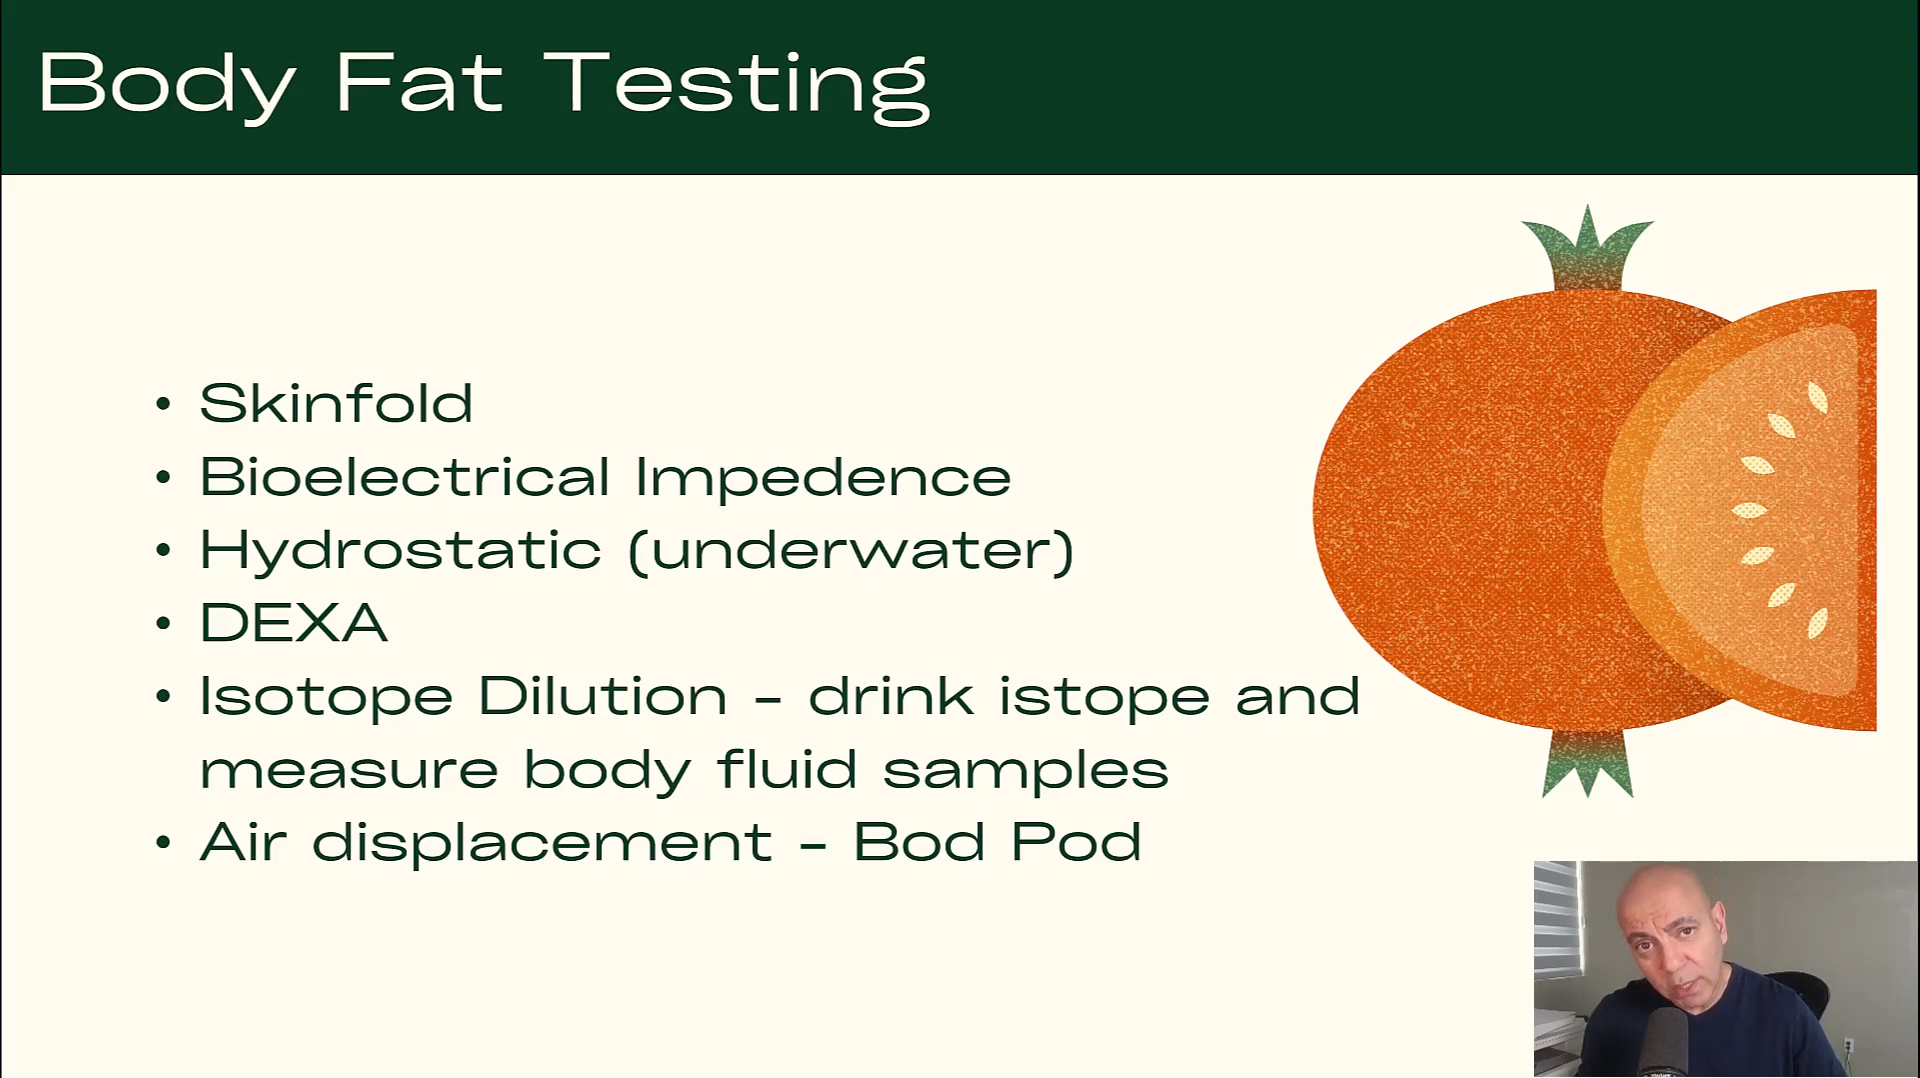 Body Fat Testing
• Skinfold
• Bioelectrical Impedence
• Hydrostatic (underwater)
• DEXA
• Isotope Dilution - drink istope and
measure body fluid samples
• Air displacement - Bod Pod